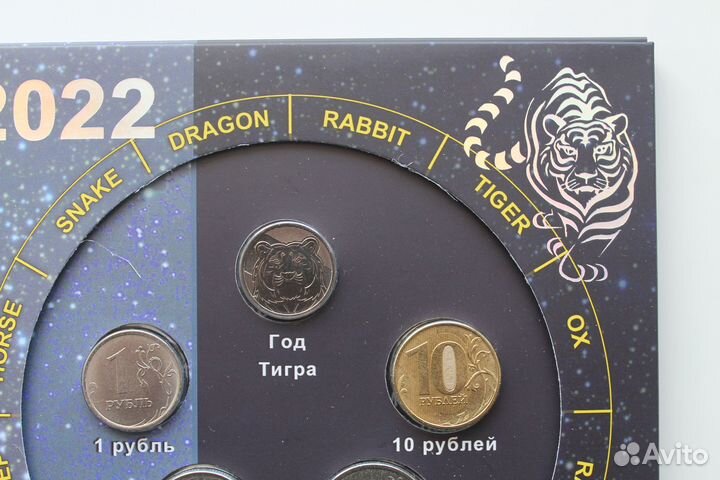 2022
DRAGON
RABBIT
SNAKE
TIGER
HORSE
OX
Год
Тигра
1
РУБЛЬ
10
РУБЛЕЙ
1 рубль
10 рублей
Avito